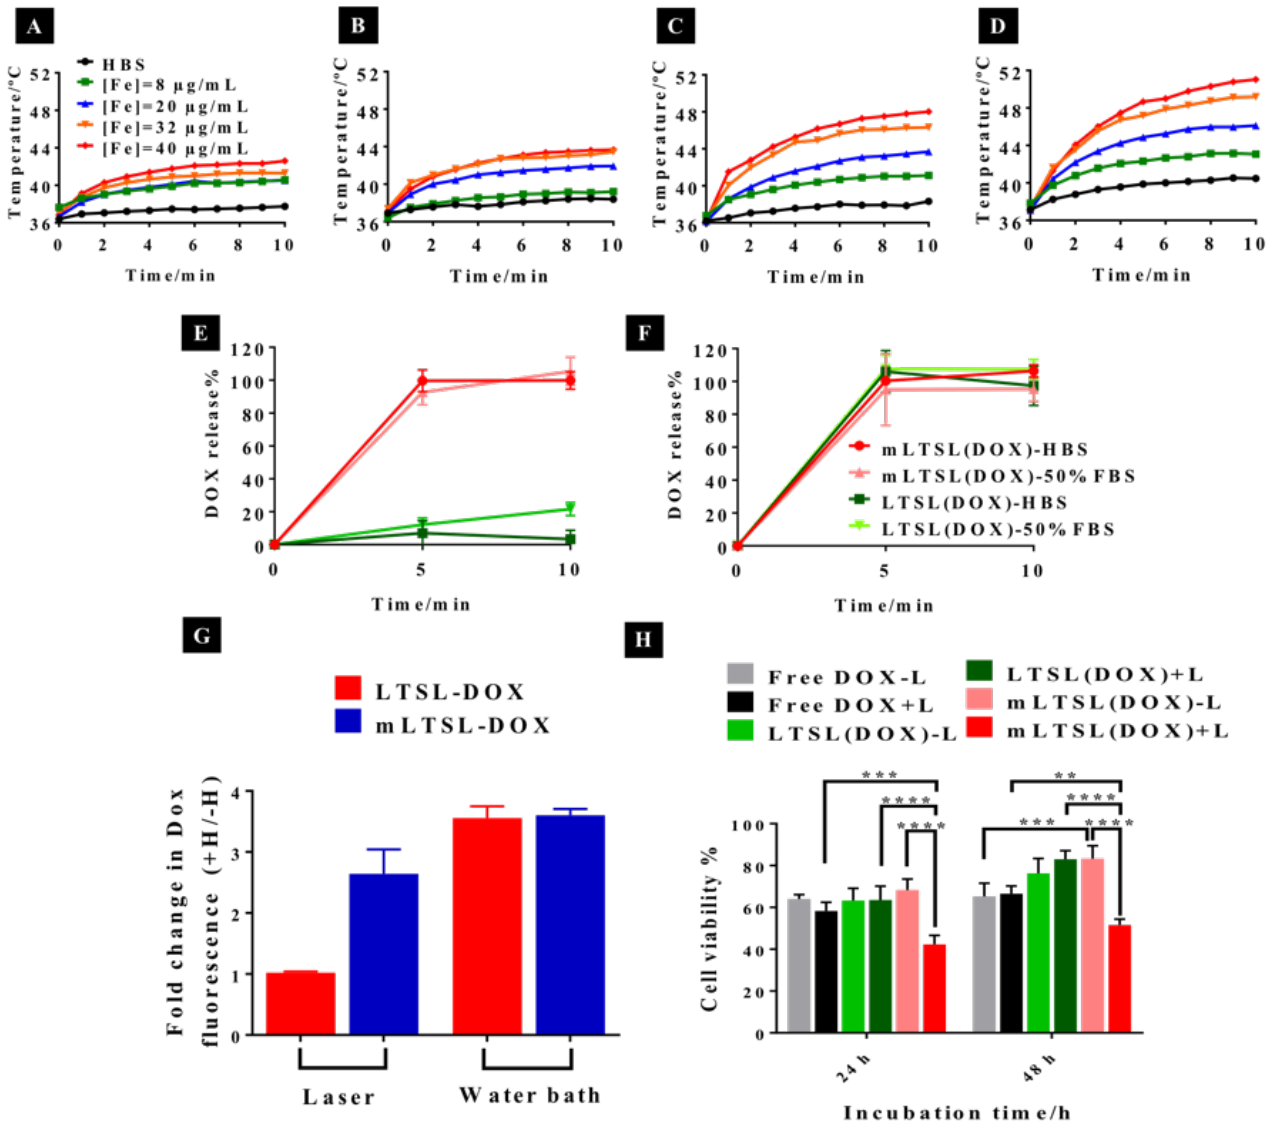 A
B
C
D
HBS
[Fe]=8 µg/mL
[Fe]=20 µg/mL
[Fe]=32 µg/mL
[Fe]=40 µg/mL
Temperature/°C
52
48
44
40
36
0 2 4 6 8 10
Time/min
Temperature/°C
52
48
44
40
36
0 2 4 6 8 10
Time/min
Temperature/°C
52
48
44
40
36
0 2 4 6 8 10
Time/min
Temperature/°C
52
48
44
40
36
0 2 4 6 8 10
Time/min
E
DOX release%
120
100
80
60
40
20
0
0 5 10
Time/min
F
DOX release%
120
100
80
60
40
20
0
mLTSL(DOX)-HBS
mLTSL(DOX)-50% FBS
LTSL(DOX)-HBS
LTSL(DOX)-50% FBS
0 5 10
Time/min
G
LTSL-DOX
mLTSL-DOX
Fold change in Dox
fluorescence (+H/-H)
4
3
2
1
0
Laser
Water bath
H
Free DOX-L
Free DOX+L
LTSL(DOX)-L
LTSL(DOX)+L
mLTSL(DOX)-L
mLTSL(DOX)+L
*** **
**** ****
**** *** ****
Cell viability %
100
80
60
40
20
0
24 h
48 h
Incubation time/h